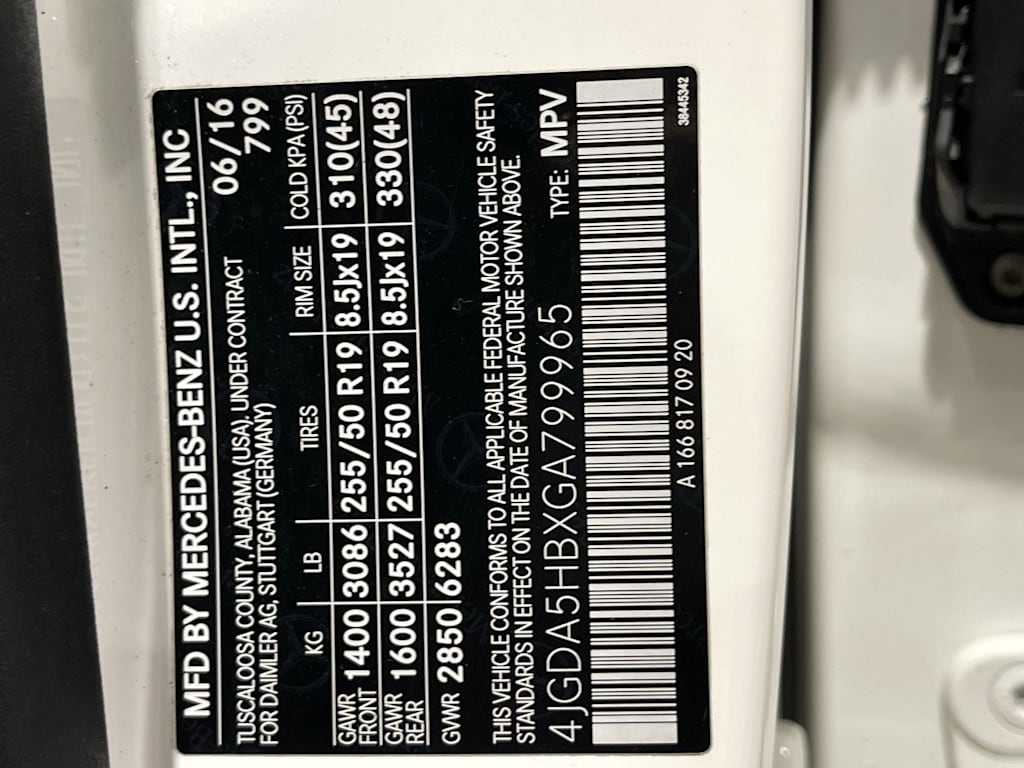 MFD BY MERCEDES-BENZ U.S. INTL., INC
TUSCALOOSA COUNTY, ALABAMA (USA), UNDER CONTRACT 06/16
FOR DAIMLER AG, STUTTGART (GERMANY) 799
KG LB TIRES RIM SIZE COLD KPA (PSI)
GAWR FRONT 1400 3086 255/50 R19 8.5Jx19 310(45)
GAWR REAR 1600 3527 255/50 R19 8.5Jx19 330(48)
GVWR 2850 6283
THIS VEHICLE CONFORMS TO ALL APPLICABLE FEDERAL MOTOR VEHICLE SAFETY
STANDARDS IN EFFECT ON THE DATE OF MANUFACTURE SHOWN ABOVE.
4JGDA5HBXGA799965 TYPE: MPV
A 166 817 09 20 38445342